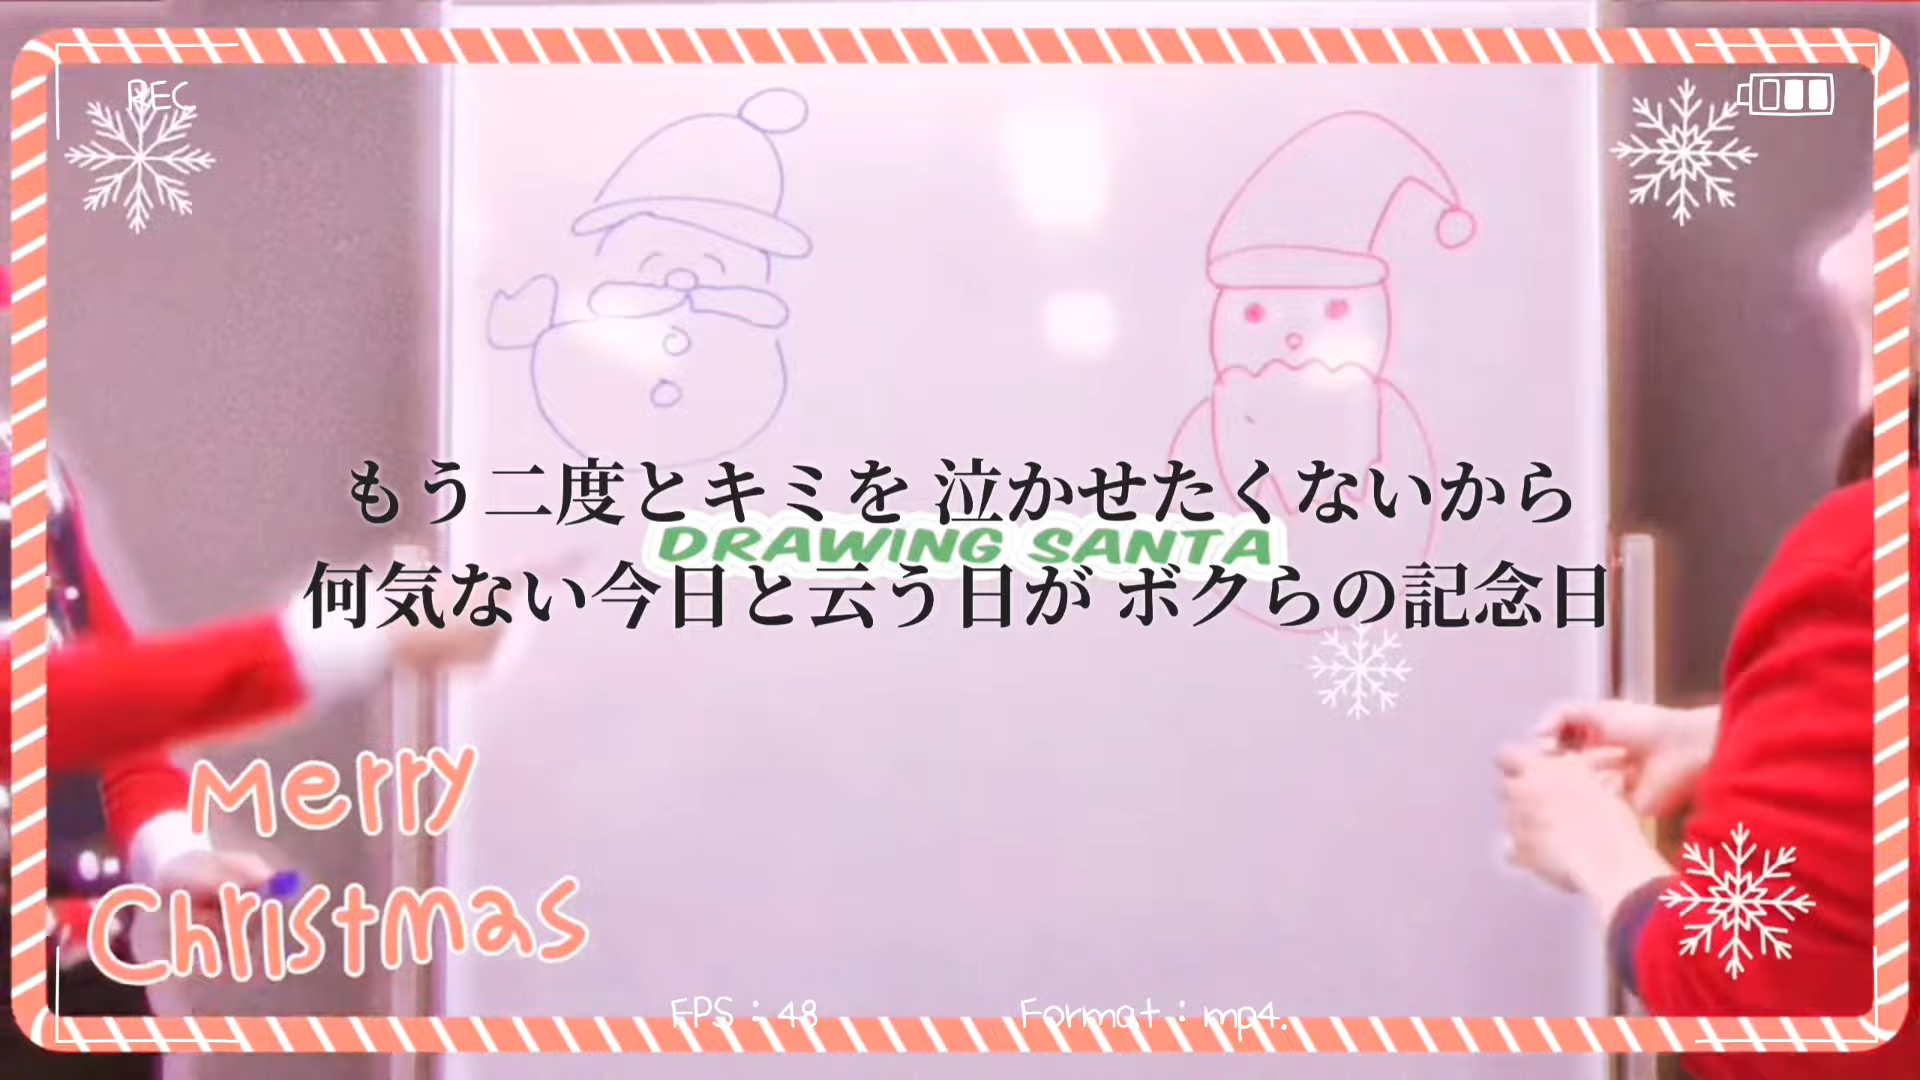 REC
もう二度とキミを 泣かせたくないから
DRAWING SANTA
何気ない今日と云う日が ボクらの記念日
Merry
Christmas
FPS : 48
Format : mp4.